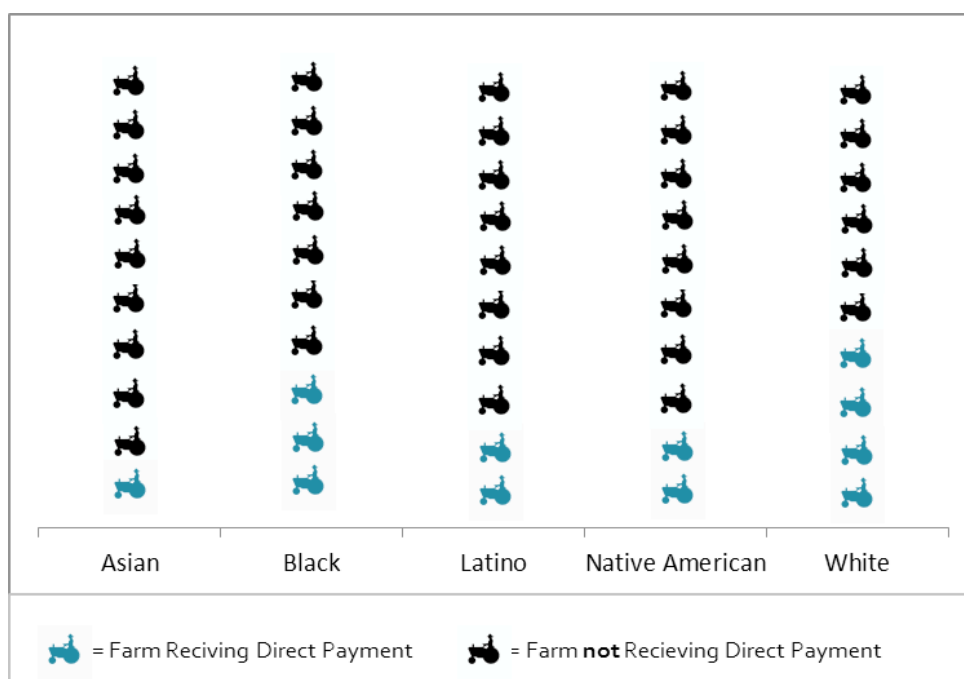 Asian Black Latino Native American White
= Farm Reciving Direct Payment = Farm not Recieving Direct Payment